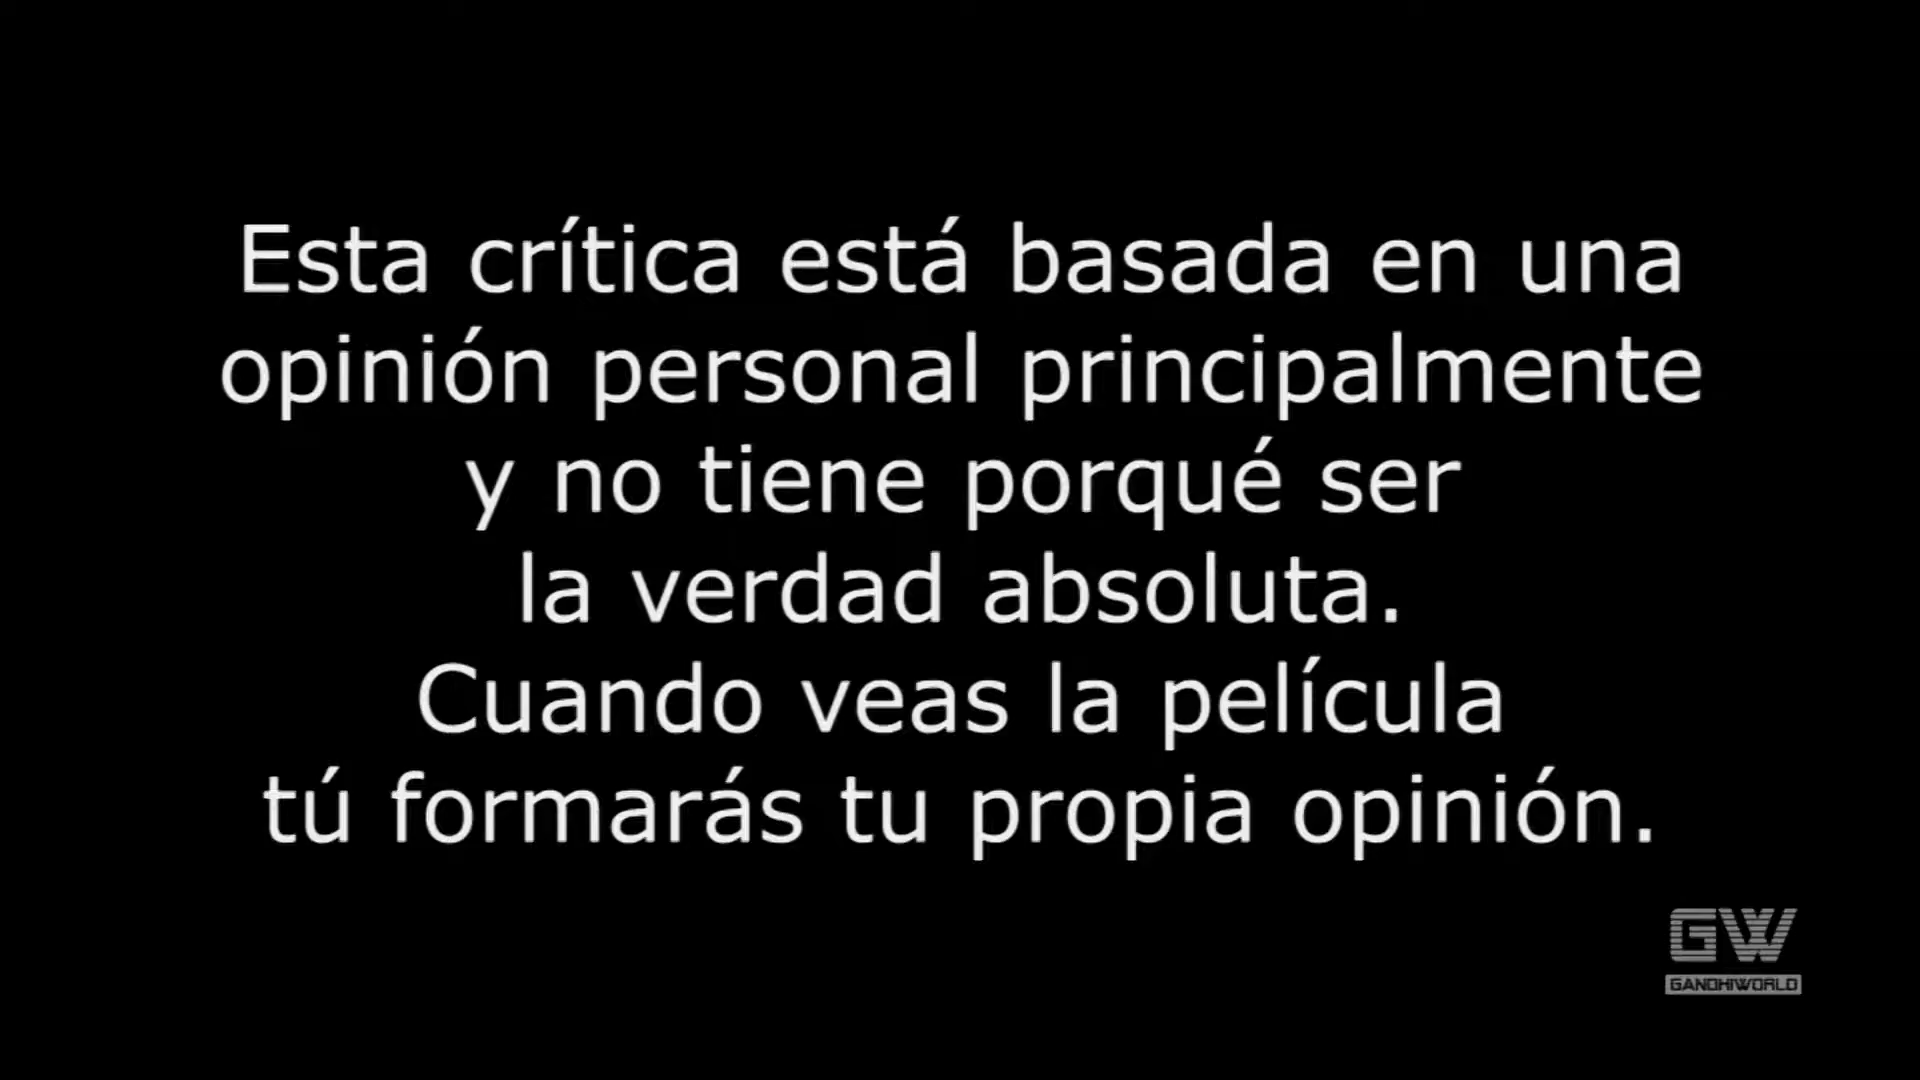 Esta crítica está basada en una
opinión personal principalmente
y no tiene porqué ser
la verdad absoluta.
Cuando veas la película
tú formarás tu propia opinión.
GW
GANDHIWORLD